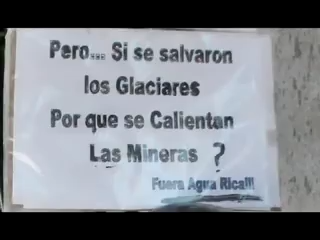 Pero... Si se salvaron
los Glaciares
Por que se Calientan
Las Mineras ?
Fuera Agua Rica!!!